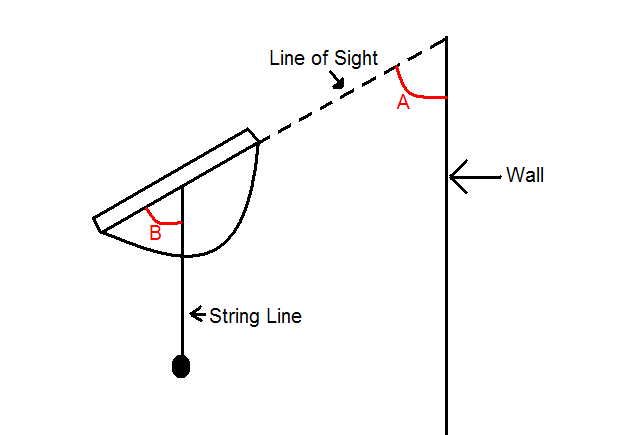 Line of Sight
A
Wall
B
String Line